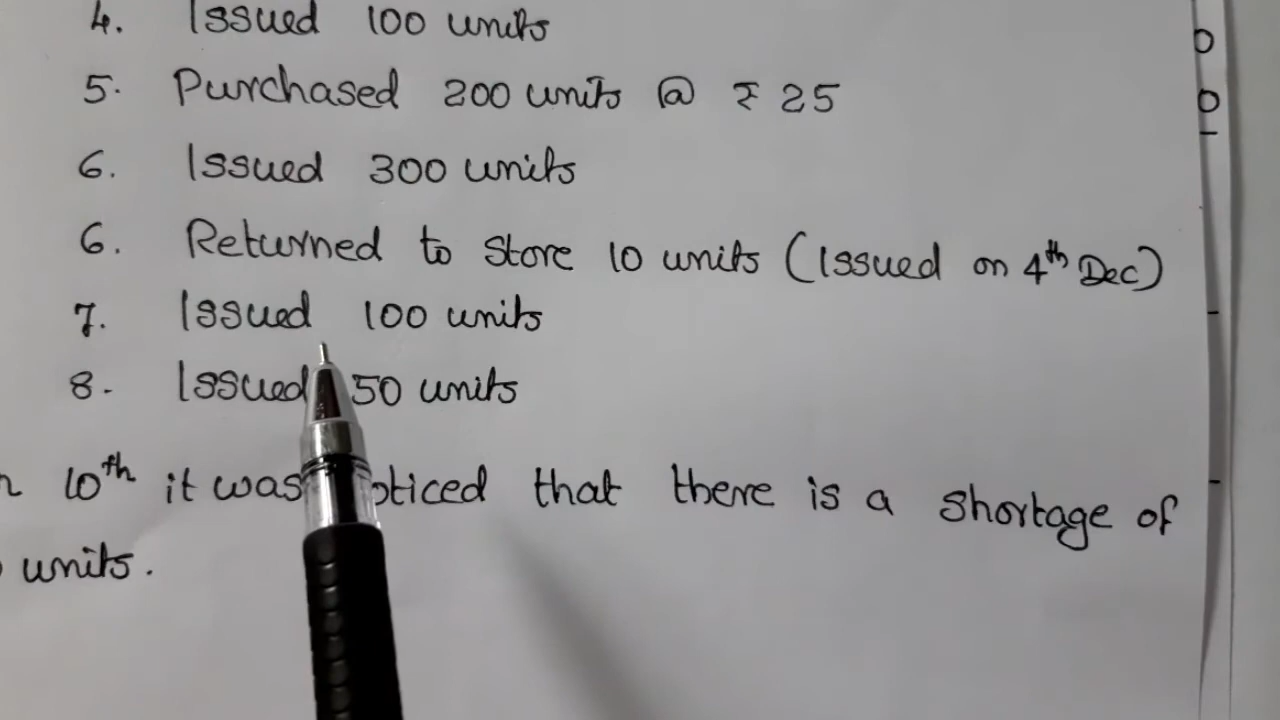 4. Issued 100 units
5. Purchased 200 units @ ₹ 25
6. Issued 300 units
6. Returned to store 10 units (Issued on 4th Dec)
7. Issued 100 units
8. Issued 50 units
10th it was noticed that there is a shortage of
units.